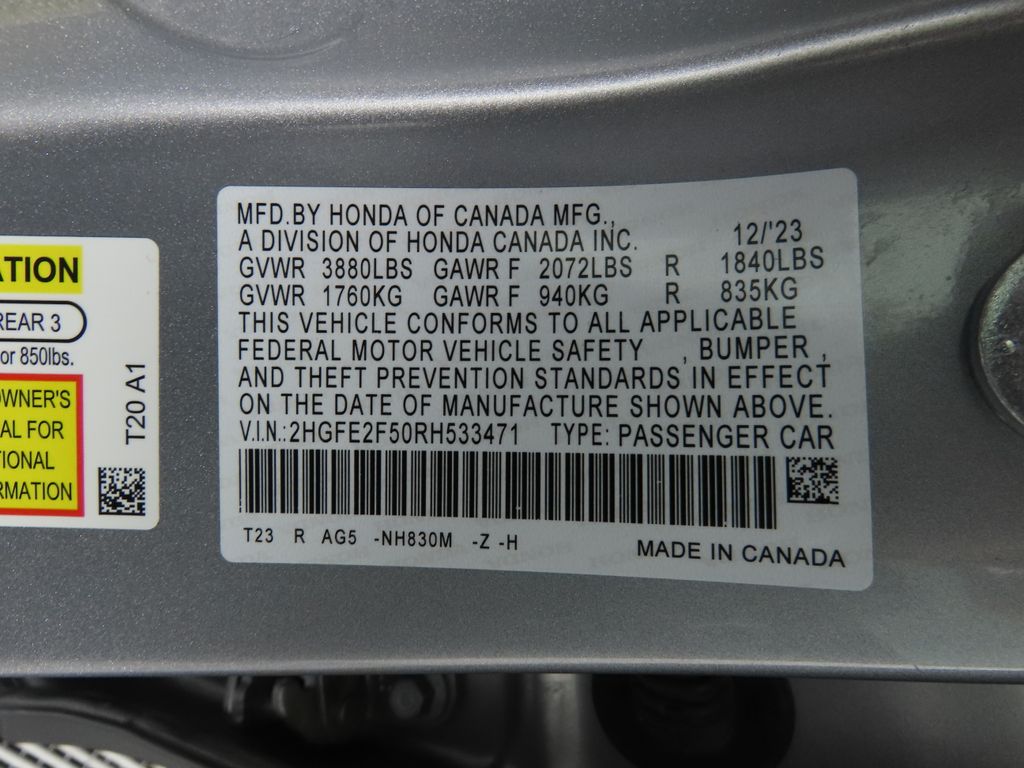 ATION
REAR 3
or 850lbs.
OWNER'S
AL FOR
TIONAL
RMATION
T20 A1
MFD.BY HONDA OF CANADA MFG.,
A DIVISION OF HONDA CANADA INC. 12/'23
GVWR 3880LBS GAWR F 2072LBS R 1840LBS
GVWR 1760KG GAWR F 940KG R 835KG
THIS VEHICLE CONFORMS TO ALL APPLICABLE
FEDERAL MOTOR VEHICLE SAFETY , BUMPER ,
AND THEFT PREVENTION STANDARDS IN EFFECT
ON THE DATE OF MANUFACTURE SHOWN ABOVE.
V.I.N.:2HGFE2F50RH533471 TYPE: PASSENGER CAR
T23 R AG5 -NH830M -Z -H
MADE IN CANADA